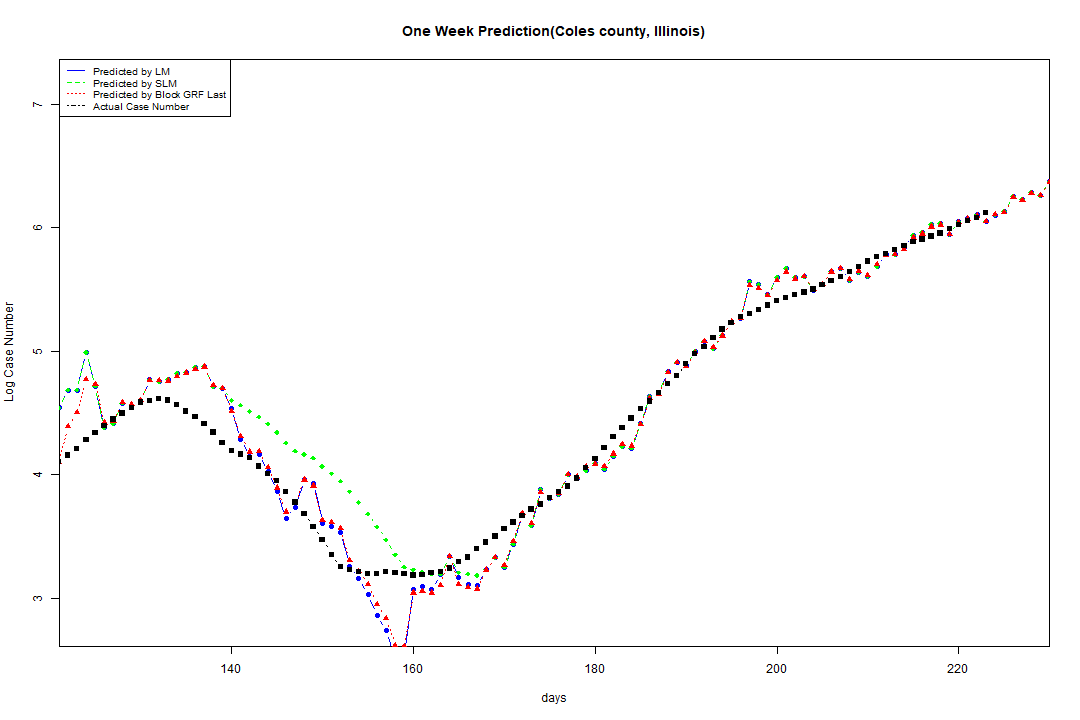 One Week Prediction(Coles county, Illinois)
Predicted by LM
Predicted by SLM
Predicted by Block GRF Last
Actual Case Number
7
6
5
4
3
Log Case Number
140 160 180 200 220
days